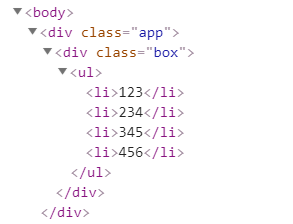 <body>
<div class="app">
<div class="box">
<ul>
<li>123</li>
<li>234</li>
<li>345</li>
<li>456</li>
</ul>
</div>
</div>